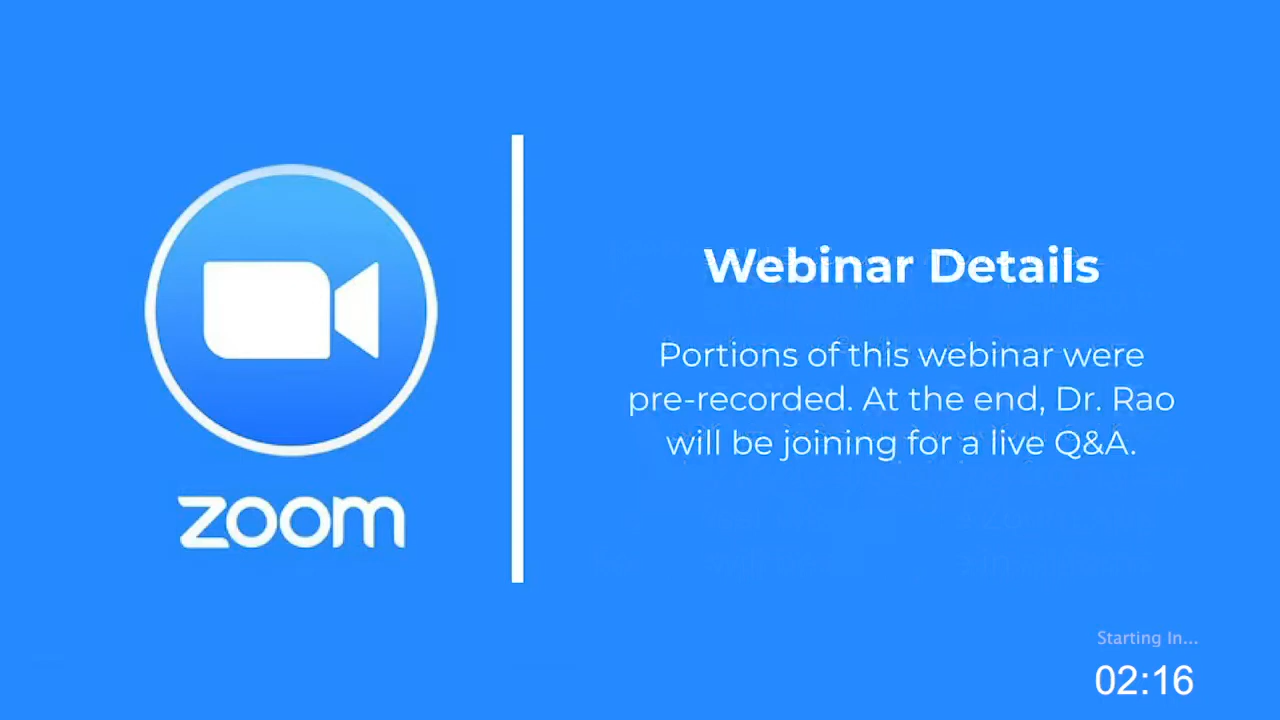 zoom
Webinar Details
Portions of this webinar were
pre-recorded. At the end, Dr. Rao
will be joining for a live Q&A.
Starting In...
02:16